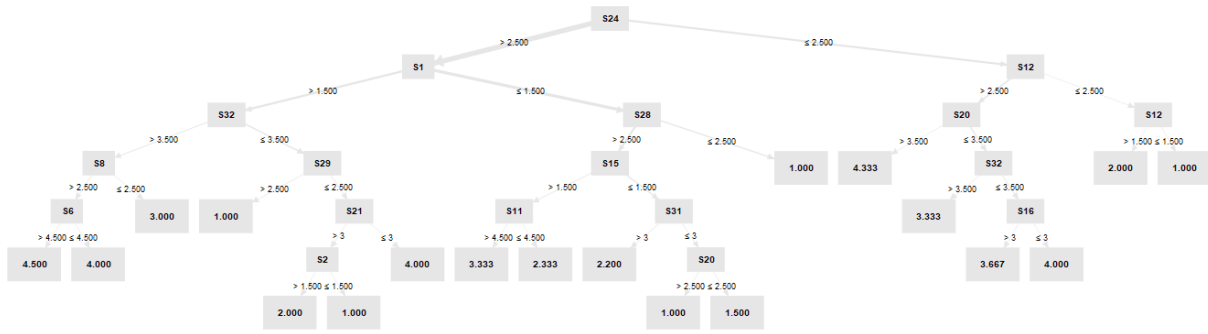 S24
> 2.500 ≤ 2.500
S1 S12
> 1.500 ≤ 1.500 > 2.500 ≤ 2.500
S32 S28 S20 S12
> 3.500 ≤ 3.500 > 2.500 ≤ 2.500 > 3.500 ≤ 3.500 > 1.500 ≤ 1.500
S8 S29 S15 1.000 4.333 S32 2.000 1.000
> 2.500 ≤ 2.500 > 2.500 ≤ 2.500 > 1.500 ≤ 1.500 > 3.500 ≤ 3.500
S6 3.000 1.000 S21 S11 S31 3.333 S16
> 4.500 ≤ 4.500 > 3 ≤ 3 > 4.500 ≤ 4.500 > 3 ≤ 3 > 3 ≤ 3
4.500 4.000 S2 4.000 3.333 2.333 2.200 S20 3.667 4.000
> 1.500 ≤ 1.500 > 2.500 ≤ 2.500
2.000 1.000 1.000 1.500